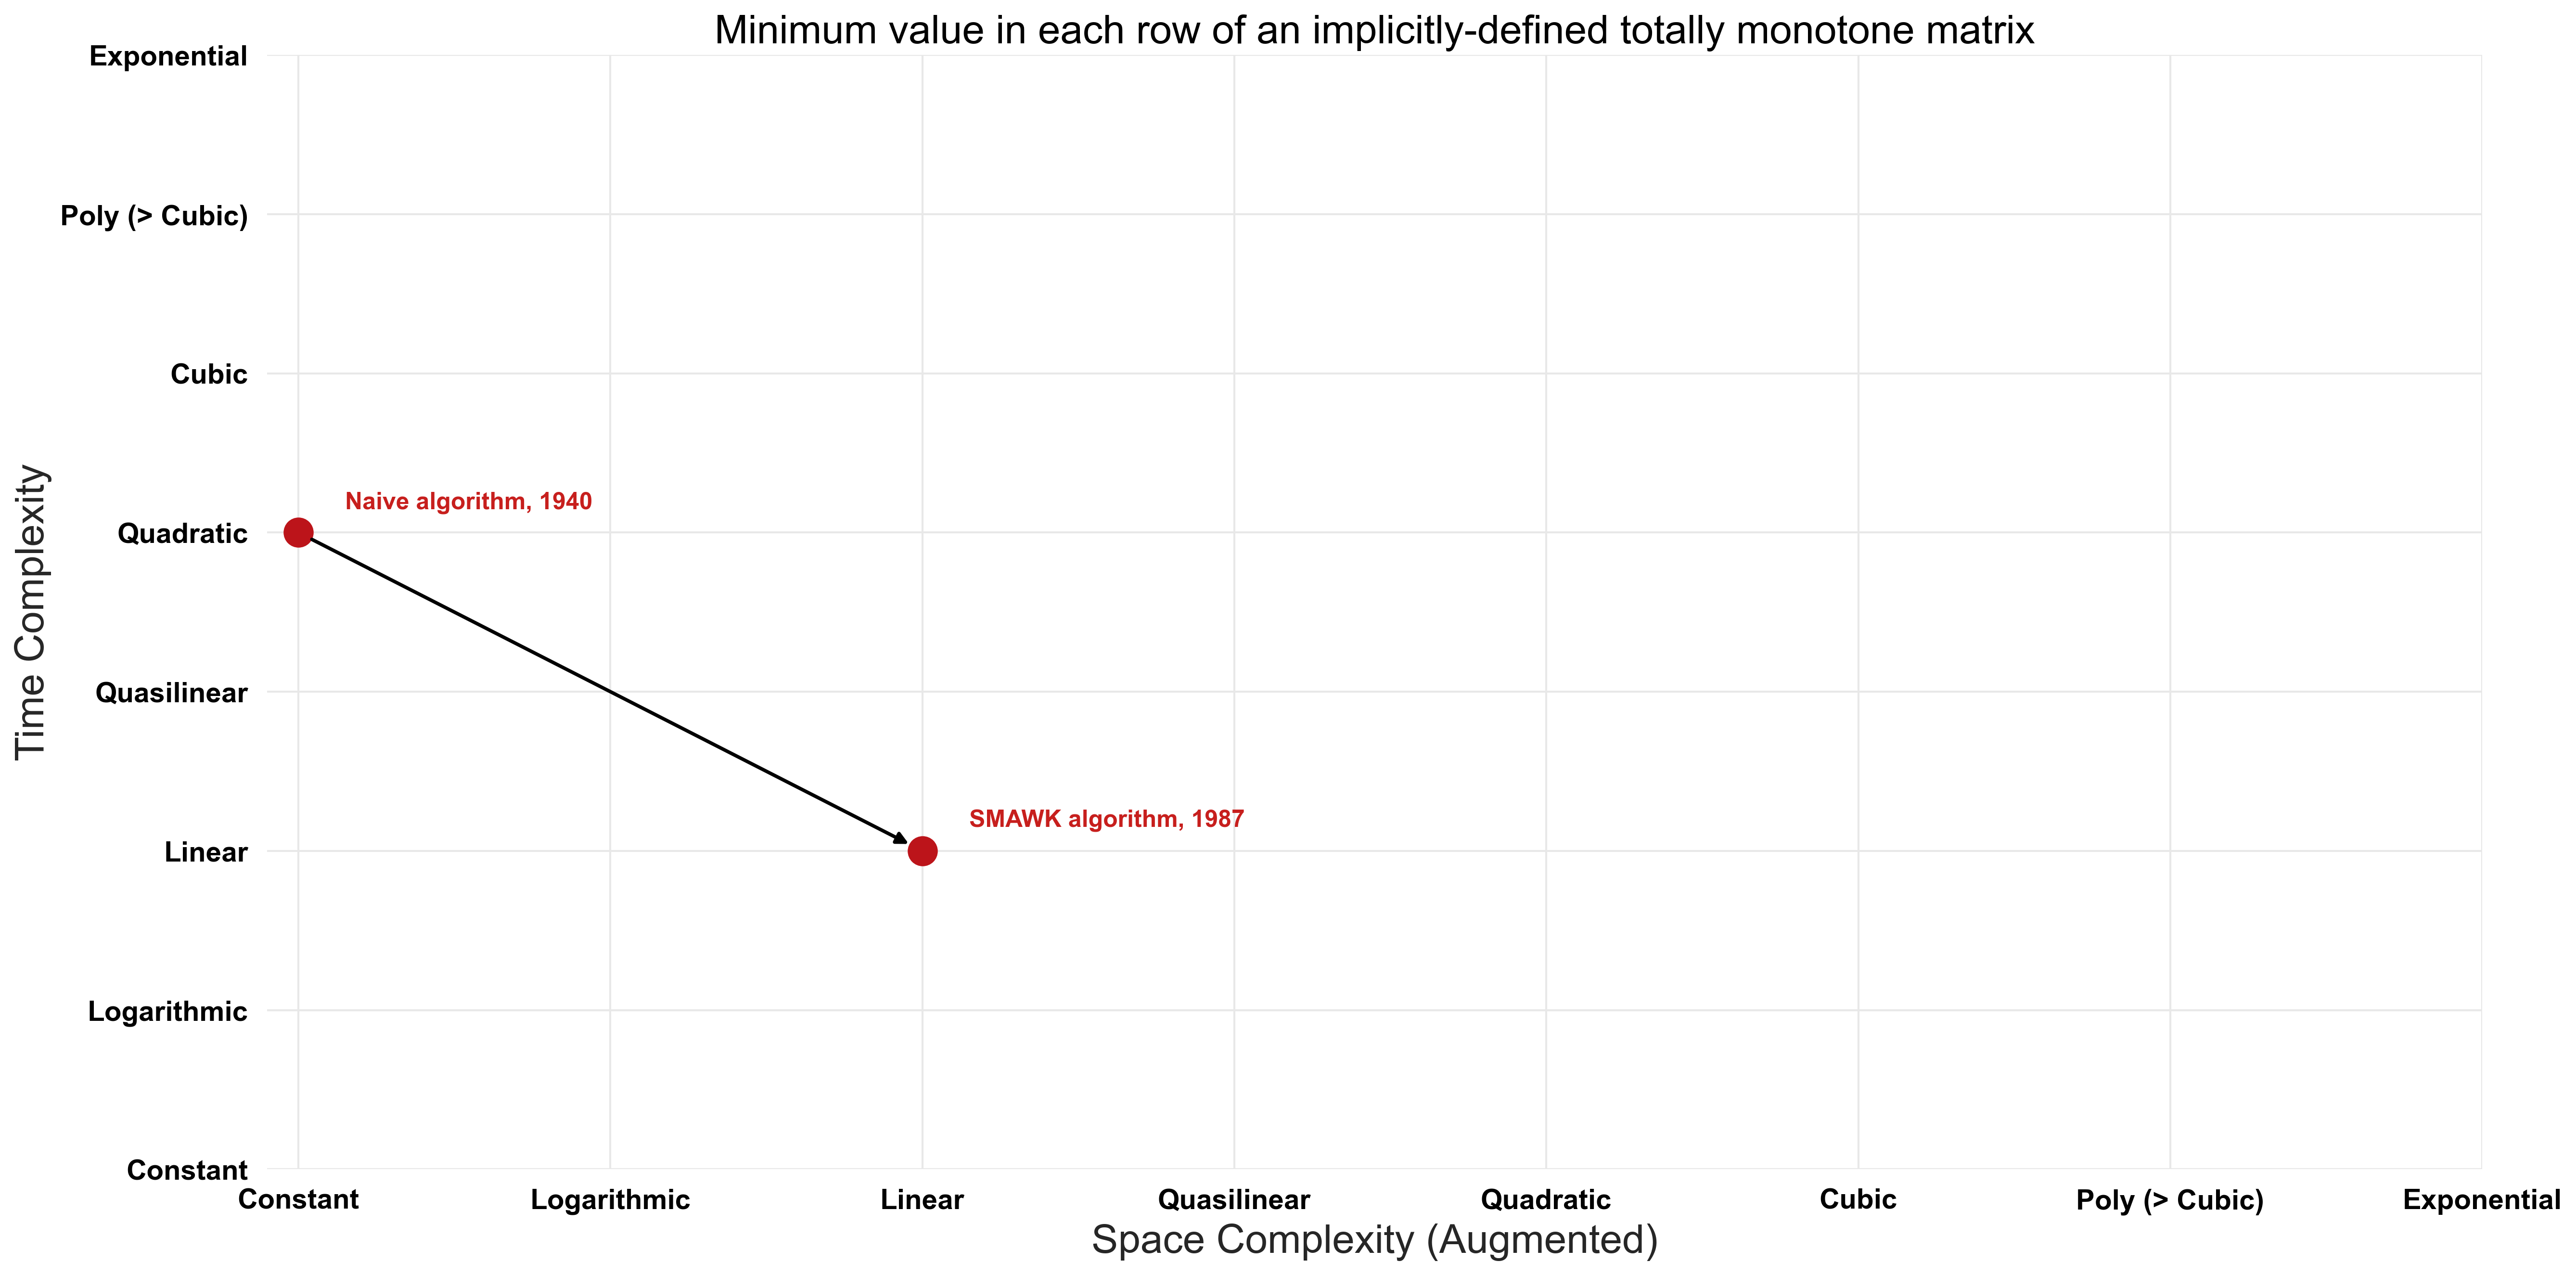 Minimum value in each row of an implicitly-defined totally monotone matrix
Exponential
Poly (> Cubic)
Cubic
Quadratic
Quasilinear
Linear
Logarithmic
Constant
Time Complexity
Naive algorithm, 1940
SMAWK algorithm, 1987
Constant
Logarithmic
Linear
Quasilinear
Quadratic
Cubic
Poly (> Cubic)
Exponential
Space Complexity (Augmented)